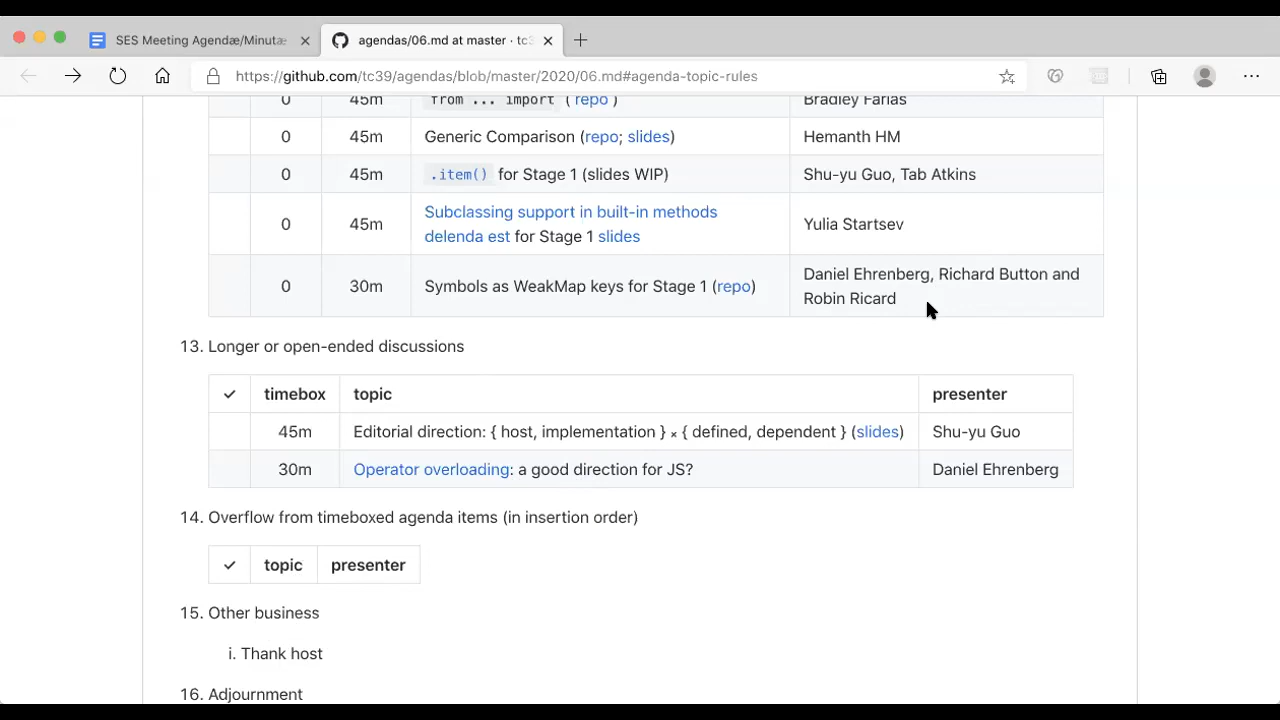 SES Meeting Agendæ/Minutæ
agendas/06.md at master · tc3
https://github.com/tc39/agendas/blob/master/2020/06.md#agenda-topic-rules
0 45m from ... import (repo) Bradley Farias
0 45m Generic Comparison (repo; slides) Hemanth HM
0 45m .item() for Stage 1 (slides WIP) Shu-yu Guo, Tab Atkins
Subclassing support in built-in methods
0 45m delenda est for Stage 1 slides Yulia Startsev
0 30m Symbols as WeakMap keys for Stage 1 (repo) Daniel Ehrenberg, Richard Button and
Robin Ricard
13. Longer or open-ended discussions
✓ timebox topic presenter
45m Editorial direction: { host, implementation } × { defined, dependent } (slides) Shu-yu Guo
30m Operator overloading: a good direction for JS? Daniel Ehrenberg
14. Overflow from timeboxed agenda items (in insertion order)
✓ topic presenter
15. Other business
i. Thank host
16. Adjournment